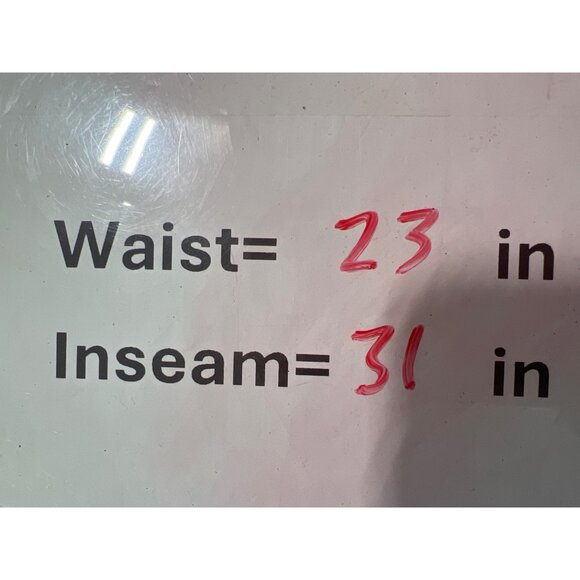 Waist= 23 in
Inseam= 31 in